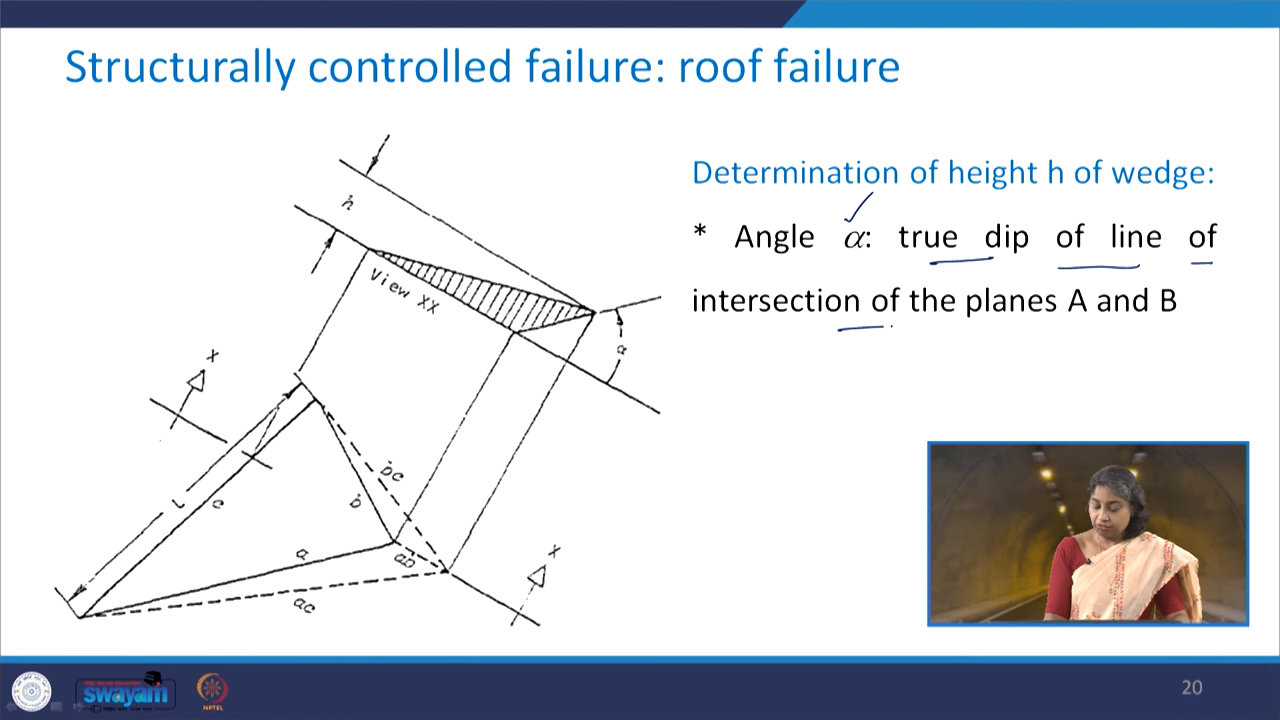 Structurally controlled failure: roof failure
Determination of height h of wedge:
* Angle α: true dip of line of
intersection of the planes A and B
h
View XX
α
X
bc
L
c
b
a
ab
X
ac
swayam
NPTEL
20